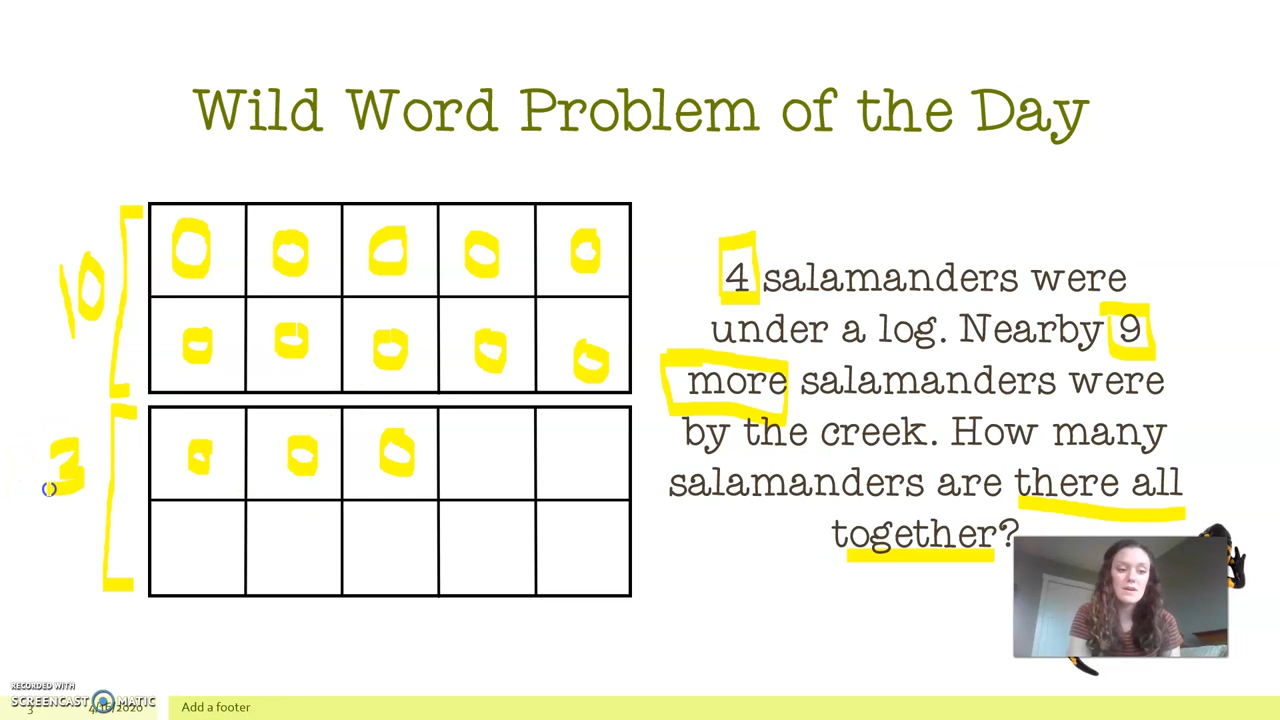 Wild Word Problem of the Day
10
3
4 salamanders were
under a log. Nearby 9
more salamanders were
by the creek. How many
salamanders are there all
together?
RECORDED WITH
SCREENCAST MATIC
3
Add a footer